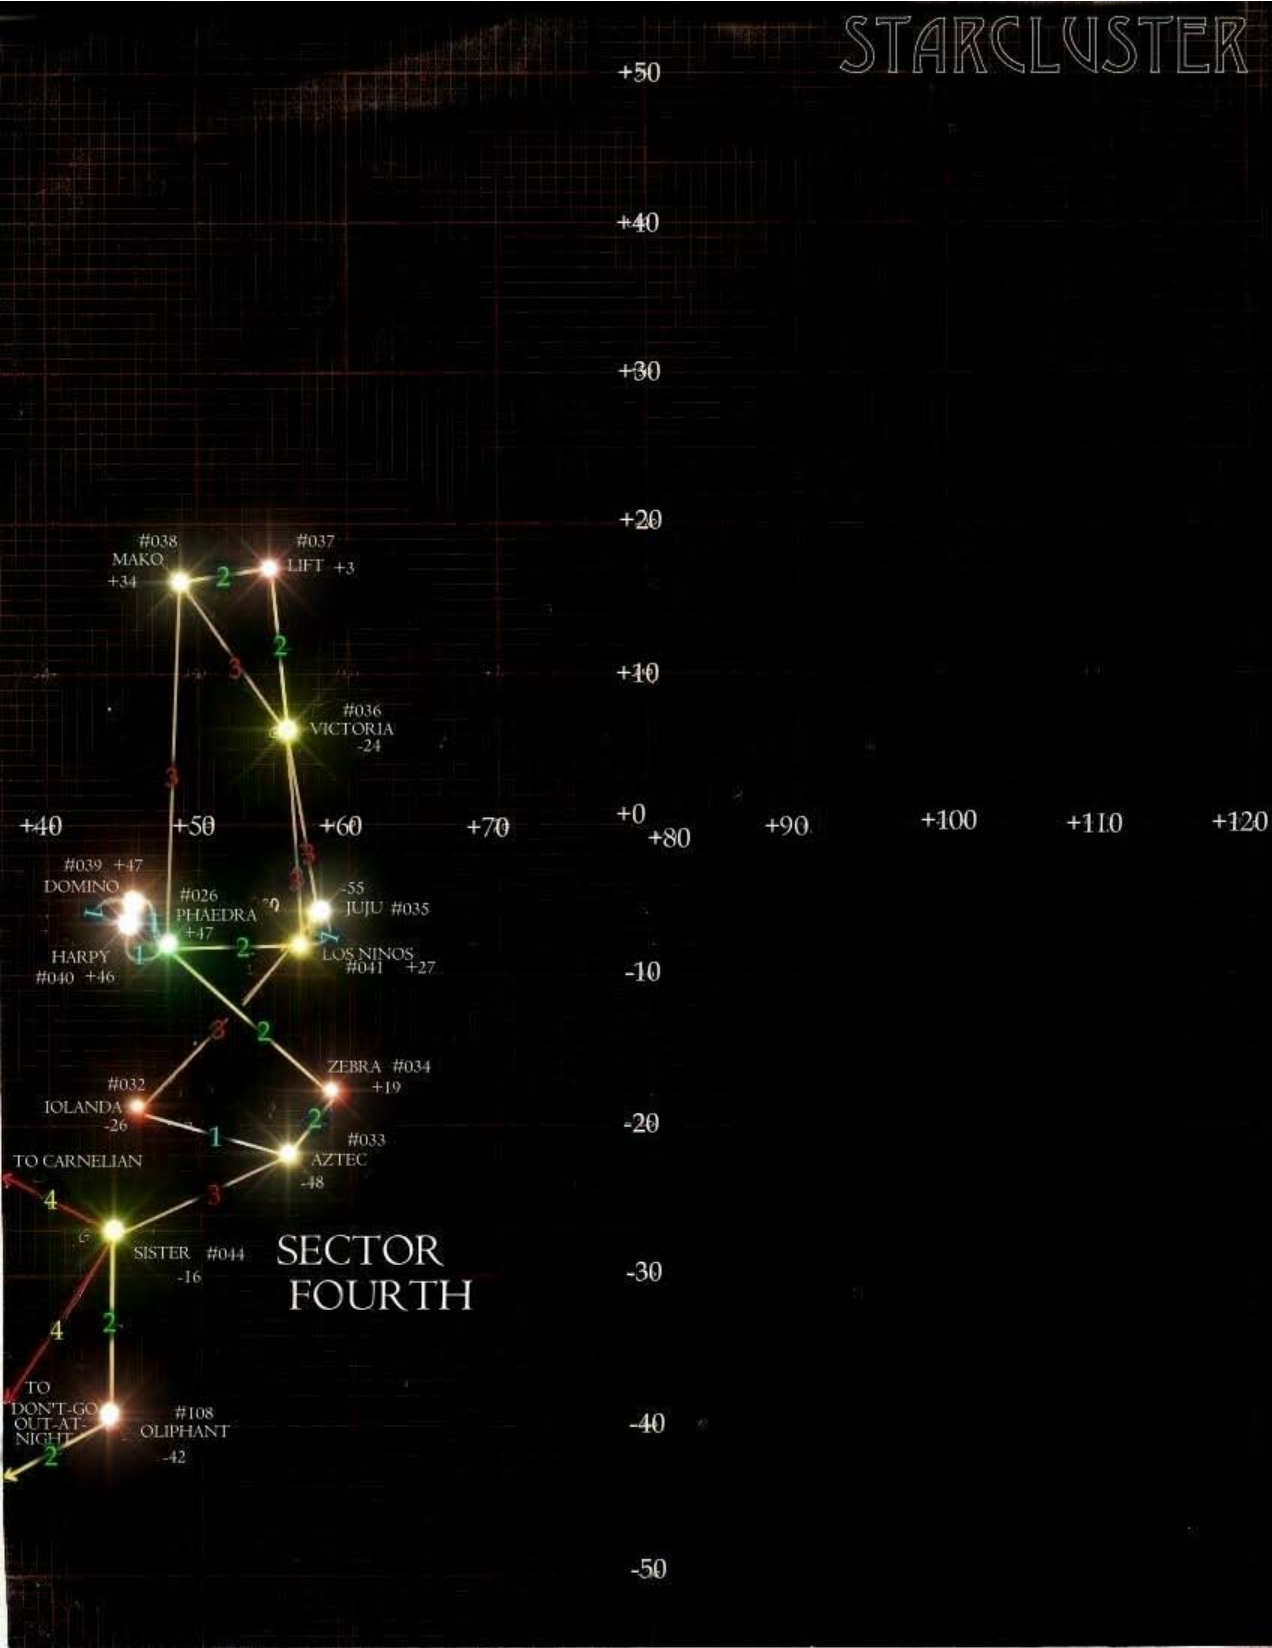 STARCLUSTER
+50
+40
+30
+20
#038
MAKO
+34
2
#037
LIFT +3
2
3
+10
#036
VICTORIA
-24
3
+0
+40
+50
+60
+70
+80
+90
+100
+110
+120
3
3
#039 +47
DOMINO
1
#026
PHAEDRA
+47
-55
JUJU #035
1
HARPY
#040 +46
1
2
LOS NINOS
#041 +27
-10
3
2
ZEBRA #034
+19
#032
IOLANDA
-26
1
2
-20
#033
AZTEC
-48
TO CARNELIAN
4
3
G
SISTER #044
-16
SECTOR
FOURTH
-30
4
2
TO
DON'T-GO
OUT-AT-
NIGHT
2
#108
OLIPHANT
-42
-40
-50